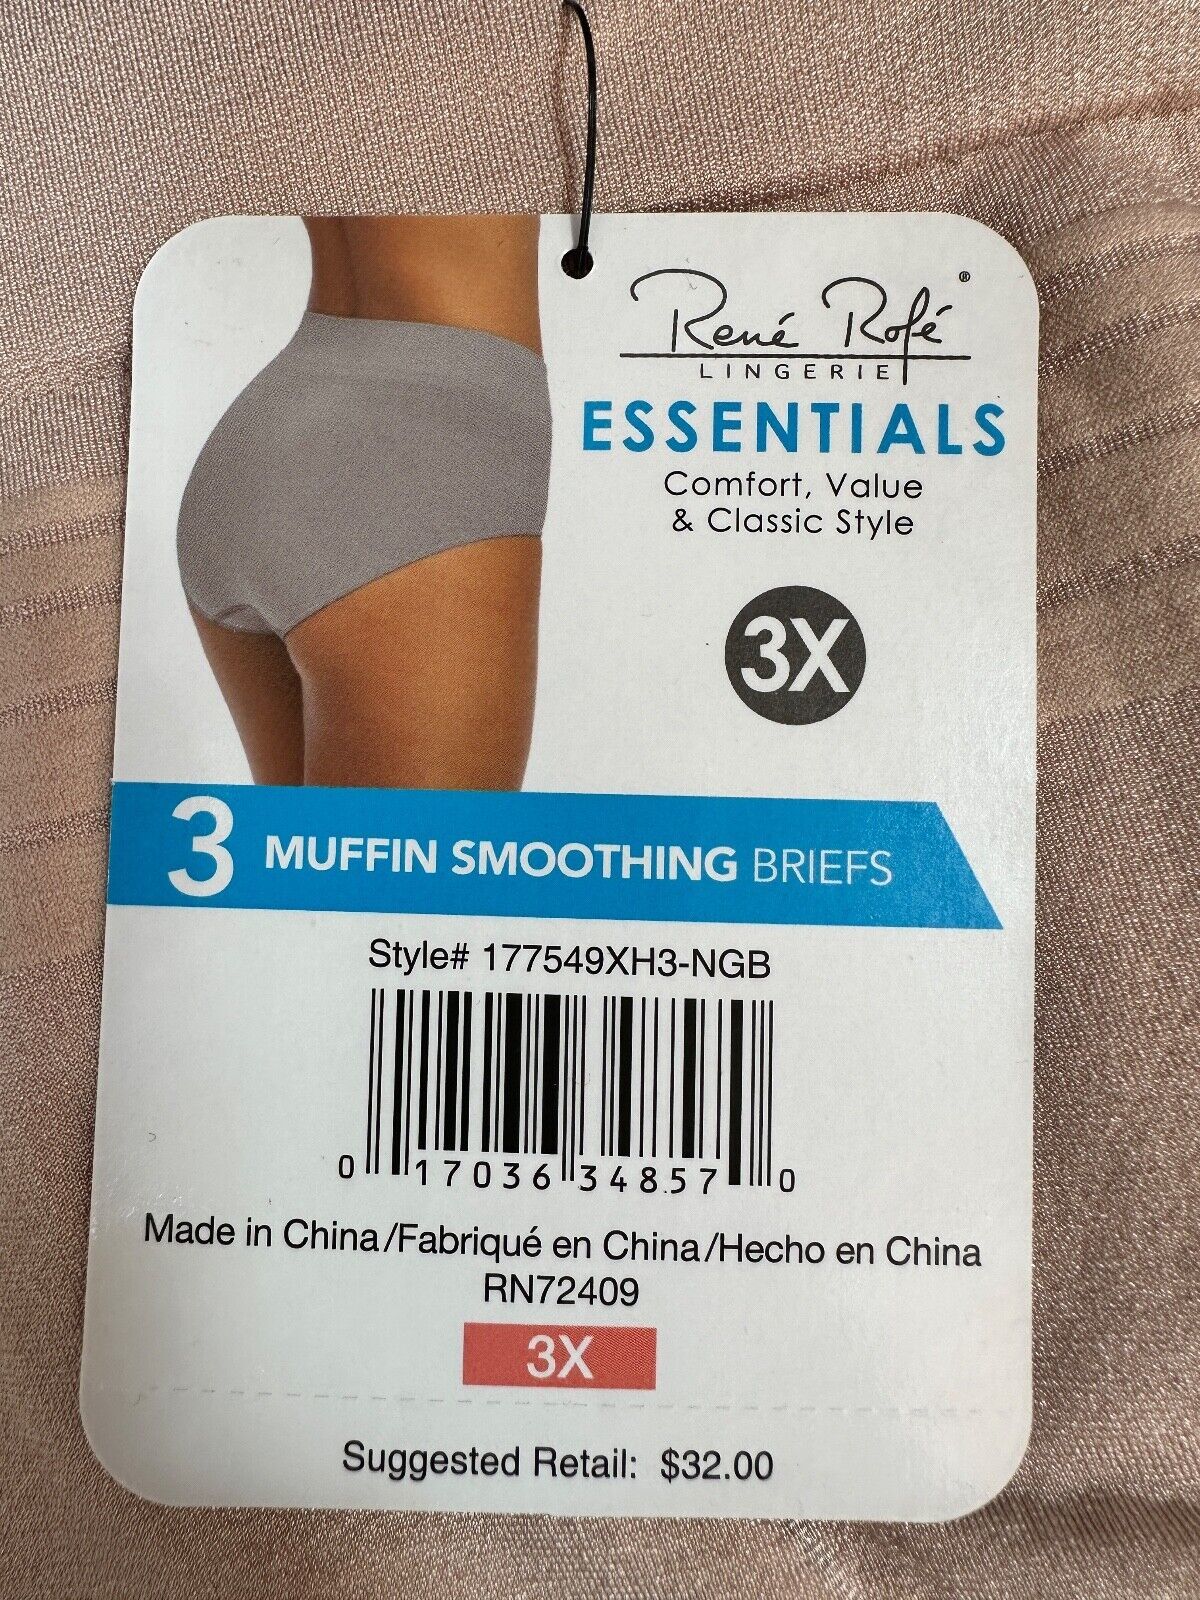 René Rofé®
LINGERIE
ESSENTIALS
Comfort, Value
& Classic Style
3X
3 MUFFIN SMOOTHING BRIEFS
Style# 177549XH3-NGB
0 17036 34857 0
Made in China/Fabriqué en China/Hecho en China
RN72409
3X
Suggested Retail: $32.00